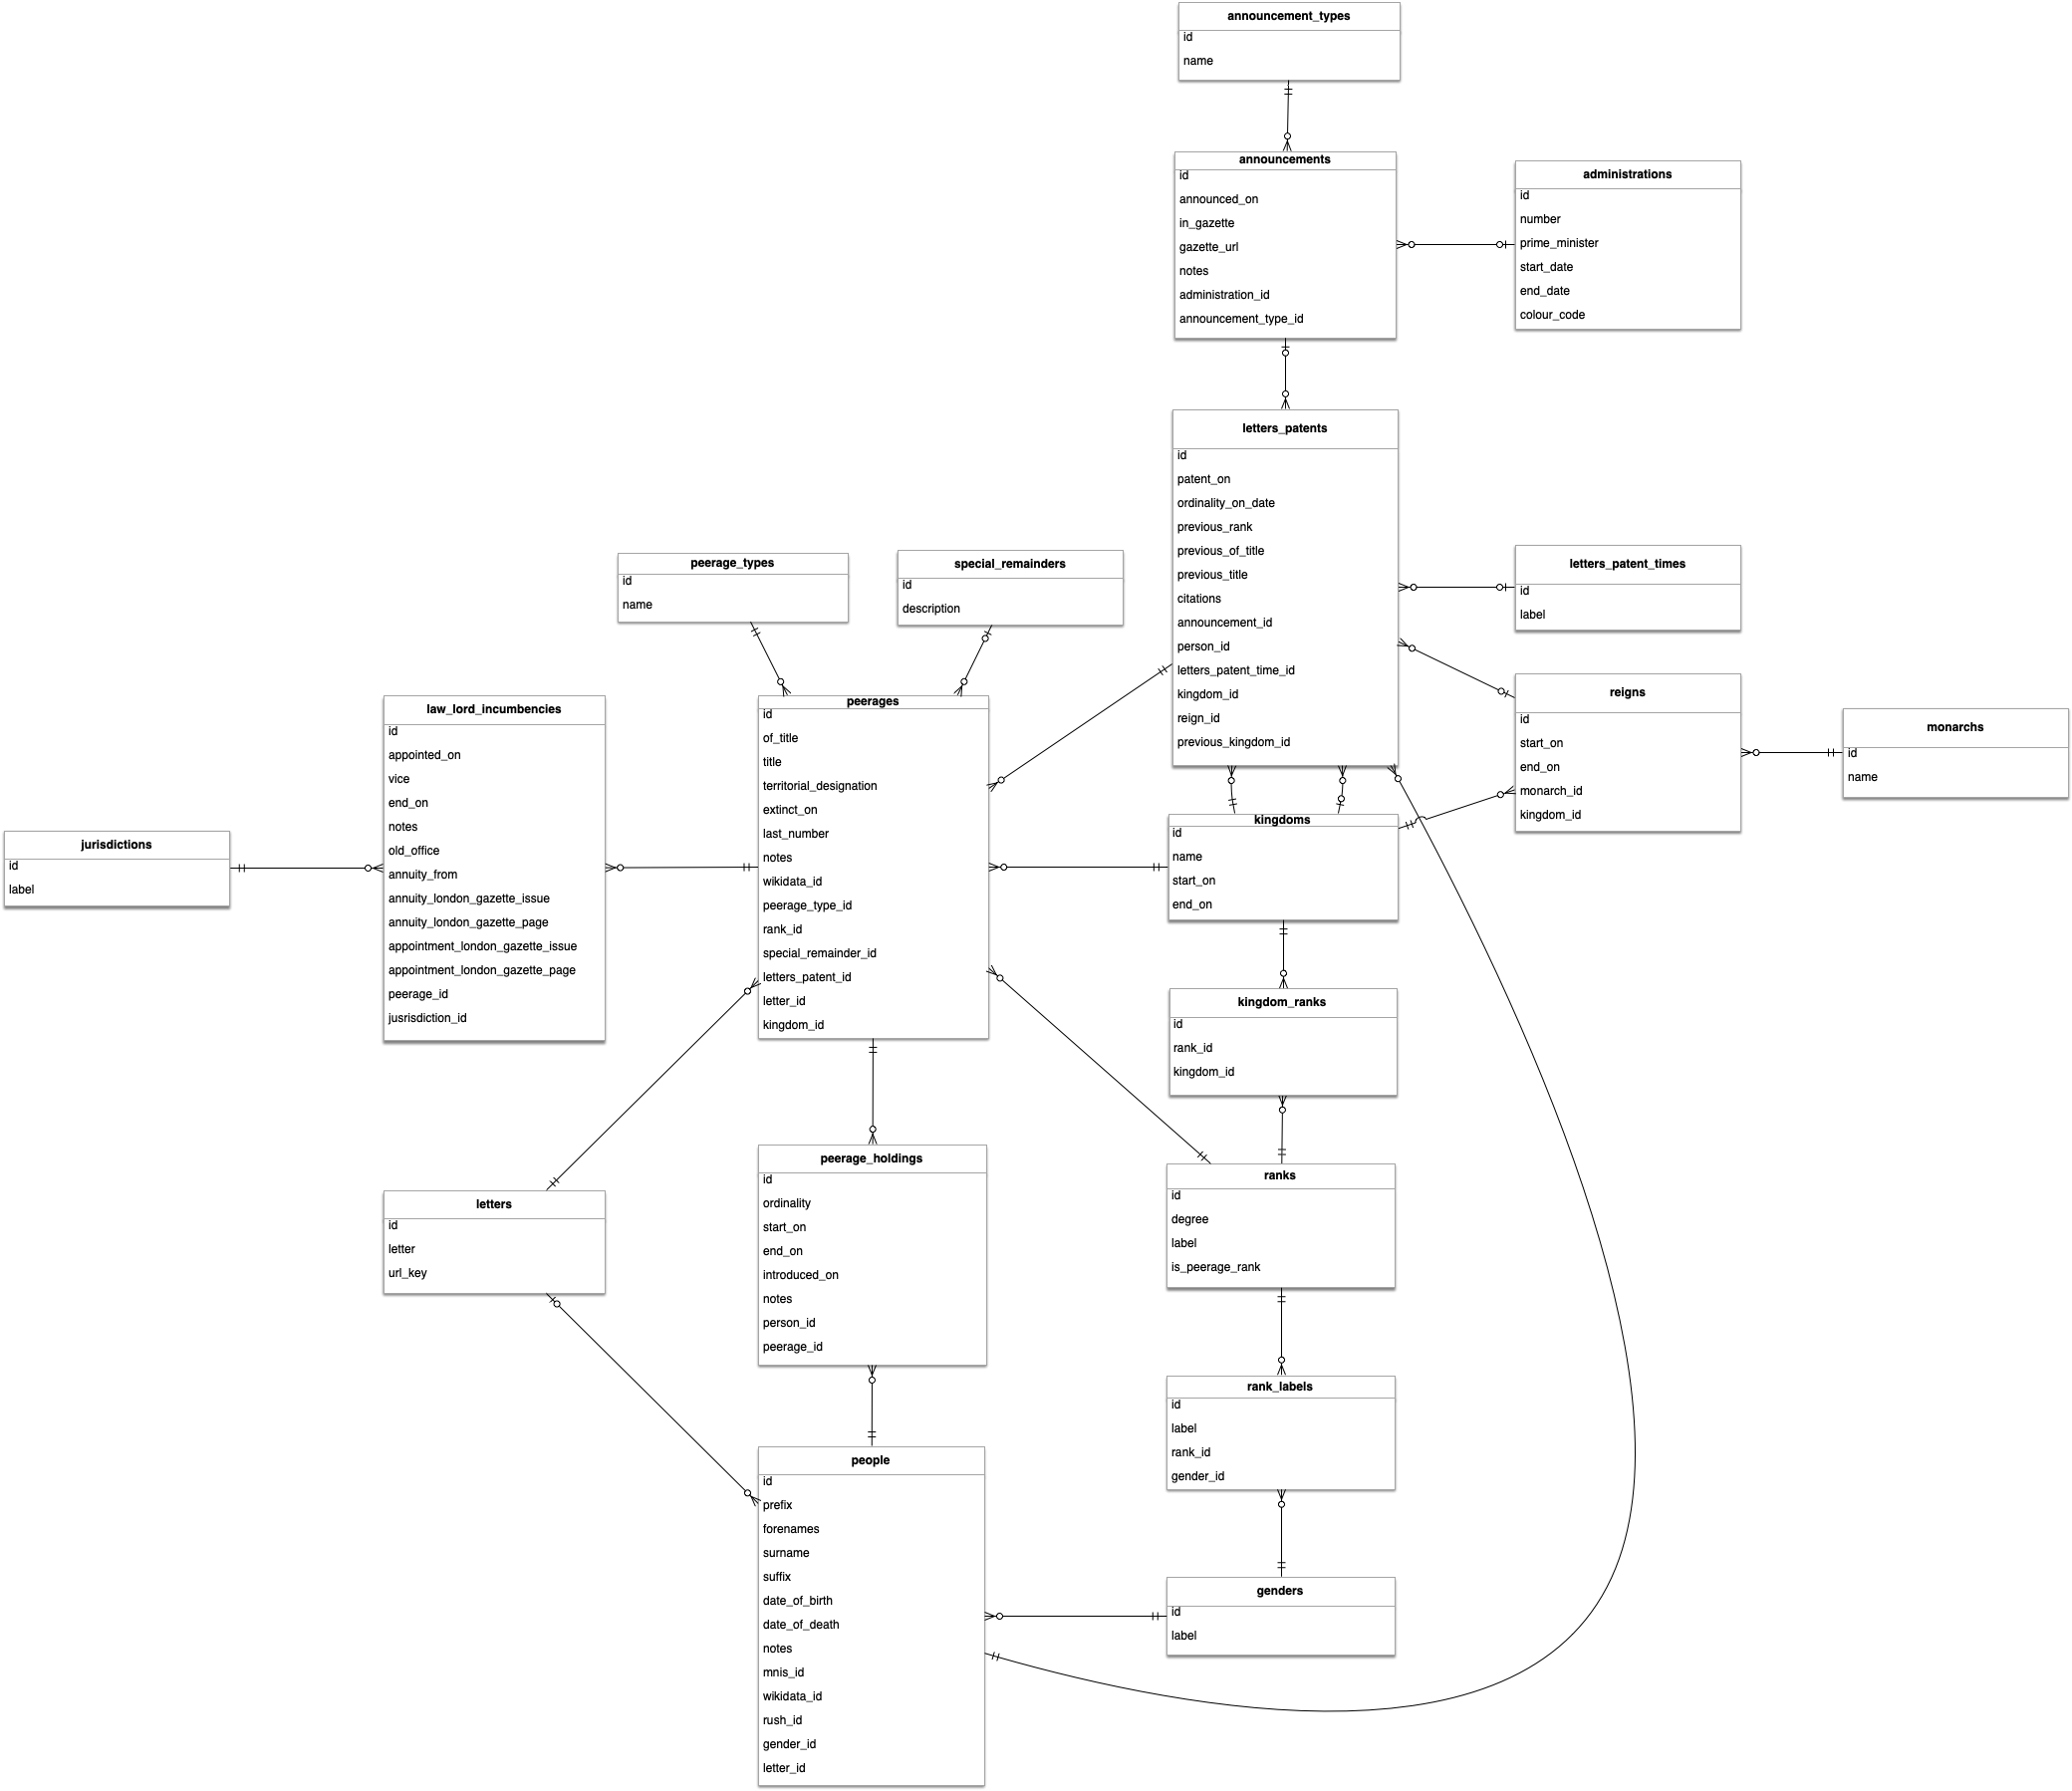 announcement_types
id
name
announcements
id
announced_on
in_gazette
gazette_url
notes
administration_id
announcement_type_id
administrations
id
number
prime_minister
start_date
end_date
colour_code
letters_patents
id
patent_on
ordinality_on_date
previous_rank
previous_of_title
previous_title
citations
announcement_id
person_id
letters_patent_time_id
kingdom_id
reign_id
previous_kingdom_id
peerage_types
id
name
special_remainders
id
description
letters_patent_times
id
label
reigns
id
start_on
end_on
monarch_id
kingdom_id
monarchs
id
name
law_lord_incumbencies
id
appointed_on
vice
end_on
notes
old_office
annuity_from
annuity_london_gazette_issue
annuity_london_gazette_page
appointment_london_gazette_issue
appointment_london_gazette_page
peerage_id
jusrisdiction_id
peerages
id
of_title
title
territorial_designation
extinct_on
last_number
notes
wikidata_id
peerage_type_id
rank_id
special_remainder_id
letters_patent_id
letter_id
kingdom_id
kingdoms
id
name
start_on
end_on
jurisdictions
id
label
kingdom_ranks
id
rank_id
kingdom_id
peerage_holdings
id
ordinality
start_on
end_on
introduced_on
notes
person_id
peerage_id
ranks
id
degree
label
is_peerage_rank
letters
id
letter
url_key
rank_labels
id
label
rank_id
gender_id
people
id
prefix
forenames
surname
suffix
date_of_birth
date_of_death
notes
mnis_id
wikidata_id
rush_id
gender_id
letter_id
genders
id
label